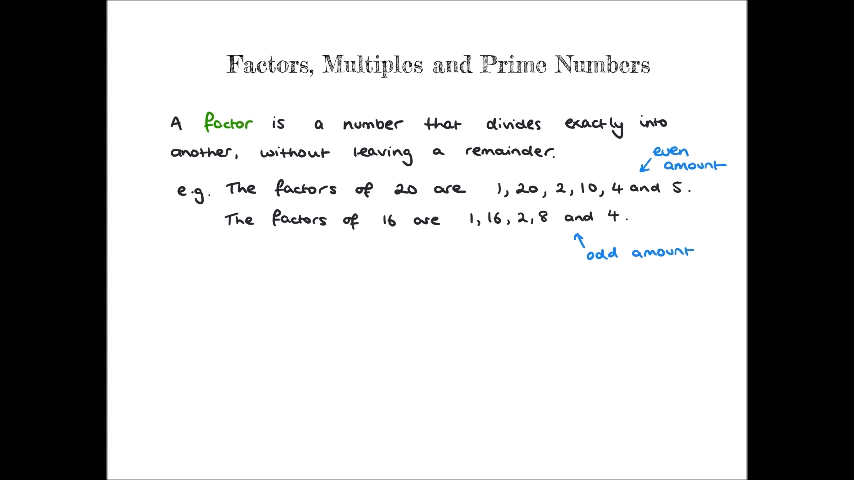 Factors, Multiples and Prime Numbers
A factor is a number that divides exactly into
another, without leaving a remainder.
even
amount
e.g. The factors of 20 are 1, 20, 2, 10, 4 and 5.
The factors of 16 are 1, 16, 2, 8 and 4.
odd amount